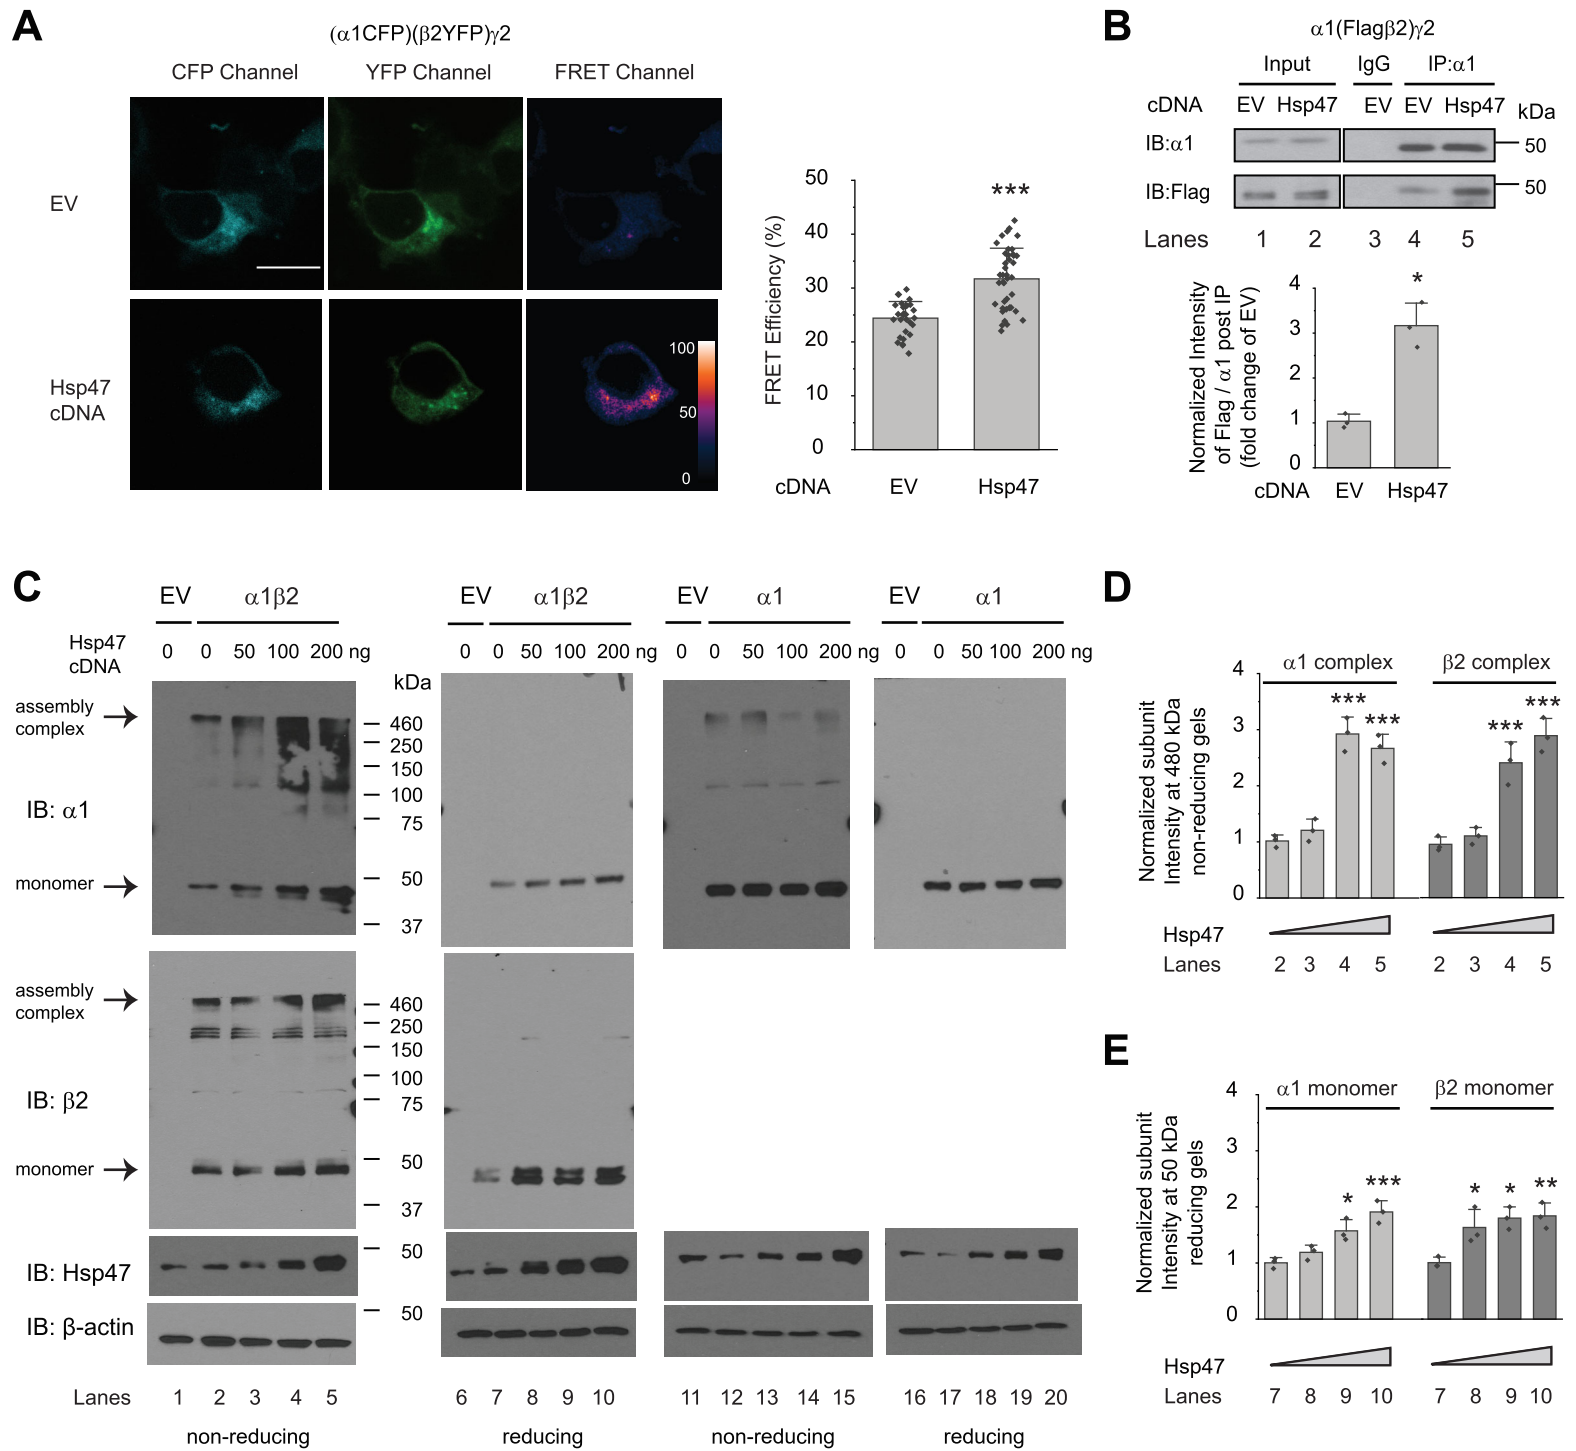 A
(α1CFP)(β2YFP)γ2
CFP Channel YFP Channel FRET Channel
EV
Hsp47
cDNA
100
50
0
FRET Efficiency (%)
50
40
30
20
10
0
***
cDNA EV Hsp47
B
α1(Flagβ2)γ2
Input IgG IP:α1
cDNA EV Hsp47 EV EV Hsp47 kDa
IB:α1 50
IB:Flag 50
Lanes 1 2 3 4 5
Normalized Intensity
of Flag / α1 post IP
(fold change of EV)
4
3
2
1
0
*
cDNA EV Hsp47
C
EV α1β2 EV α1β2 EV α1 EV α1
Hsp47
cDNA
0 0 50 100 200 ng 0 0 50 100 200 ng 0 0 50 100 200 ng 0 0 50 100 200 ng
kDa
assembly
complex
460
250
150
100
IB: α1
75
monomer
50
37
assembly
complex
460
250
150
100
IB: β2
75
monomer
50
37
IB: Hsp47
50
IB: β-actin
50
Lanes 1 2 3 4 5 6 7 8 9 10 11 12 13 14 15 16 17 18 19 20
non-reducing reducing non-reducing reducing
D
α1 complex β2 complex
Normalized subunit
Intensity at 480 kDa
non-reducing gels
4
3
2
1
0
*** *** *** ***
Hsp47
Lanes 2 3 4 5 2 3 4 5
E
α1 monomer β2 monomer
Normalized subunit
Intensity at 50 kDa
reducing gels
4
3
2
1
0
* *** * * **
Hsp47
Lanes 7 8 9 10 7 8 9 10